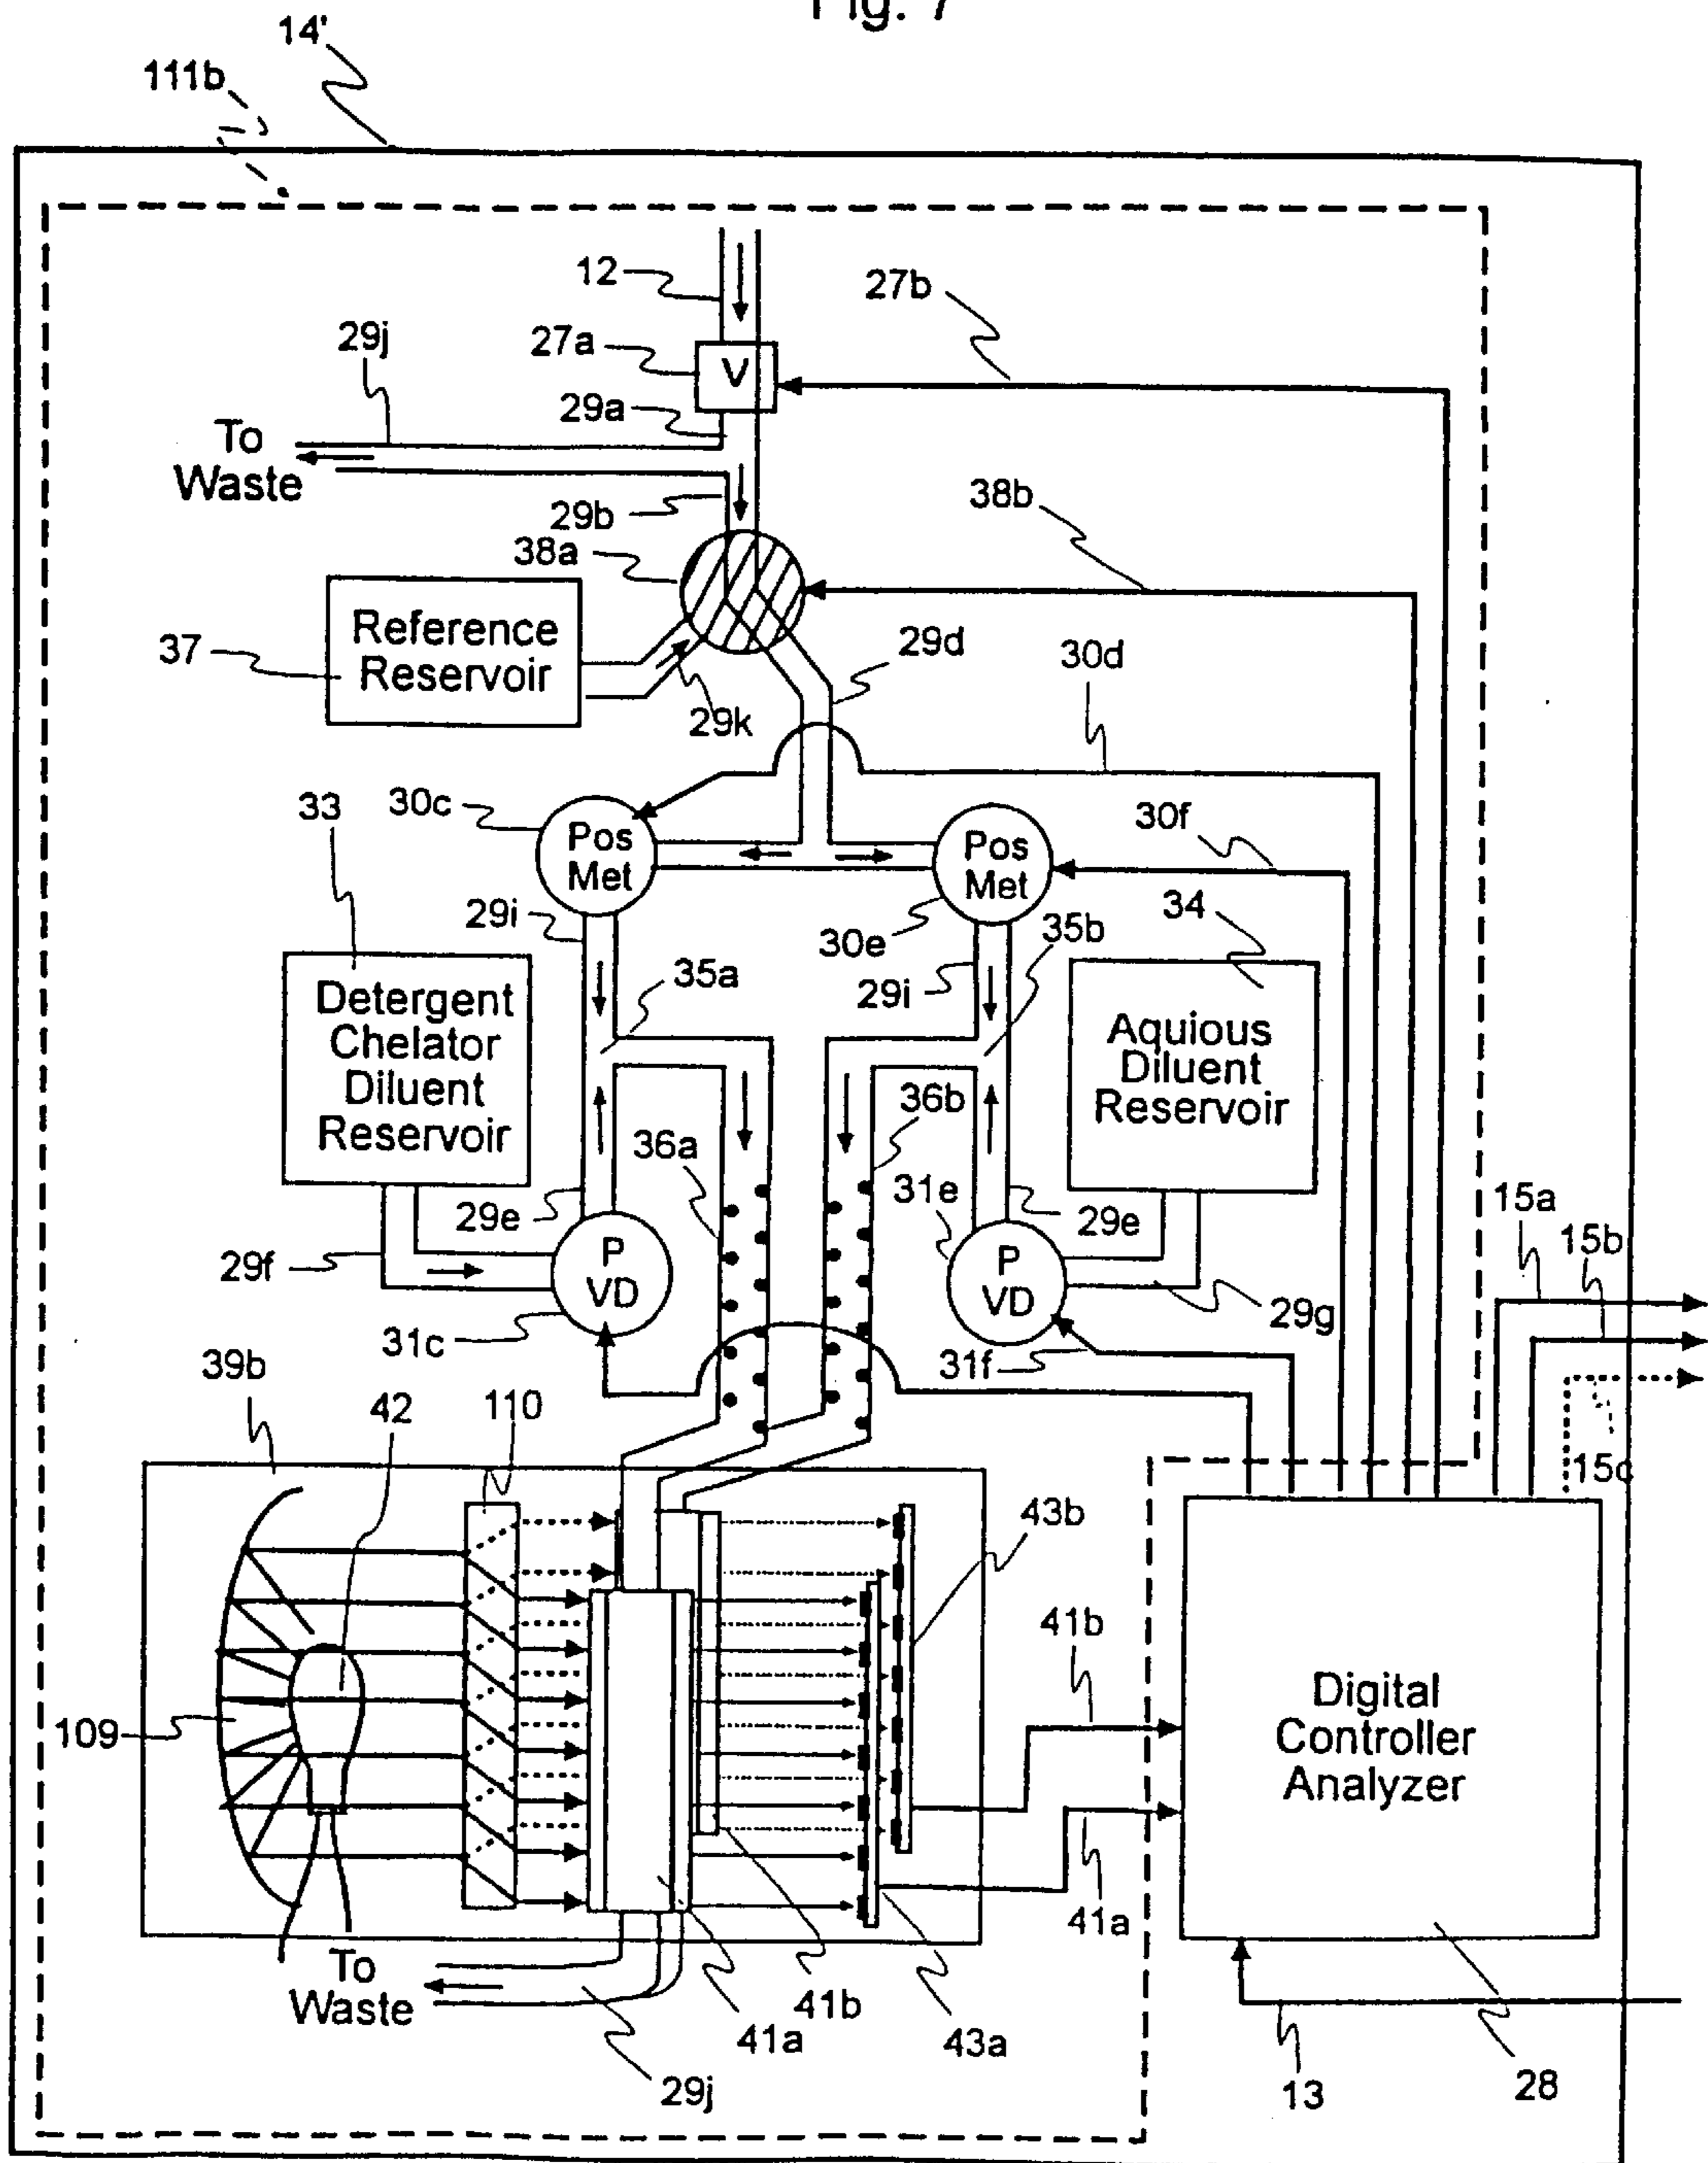 Fig. 7
14'
111b
12
27b
29j
27a
V
29a
To
Waste
29b
38b
38a
Reference
Reservoir
37
29d
30d
29k
33
30c
Pos
Met
Pos
Met
30f
34
29i
30e
35b
35a
29i
Detergent
Chelator
Diluent
Reservoir
Aquious
Diluent
Reservoir
36b
36a
31e
15a
29e
29e
15b
29f
P
VD
P
VD
29g
31c
31f
39b
42
110
15c
43b
41b
109
Digital
Controller
Analyzer
41a
To
Waste
41b
41a
43a
29j
13
28